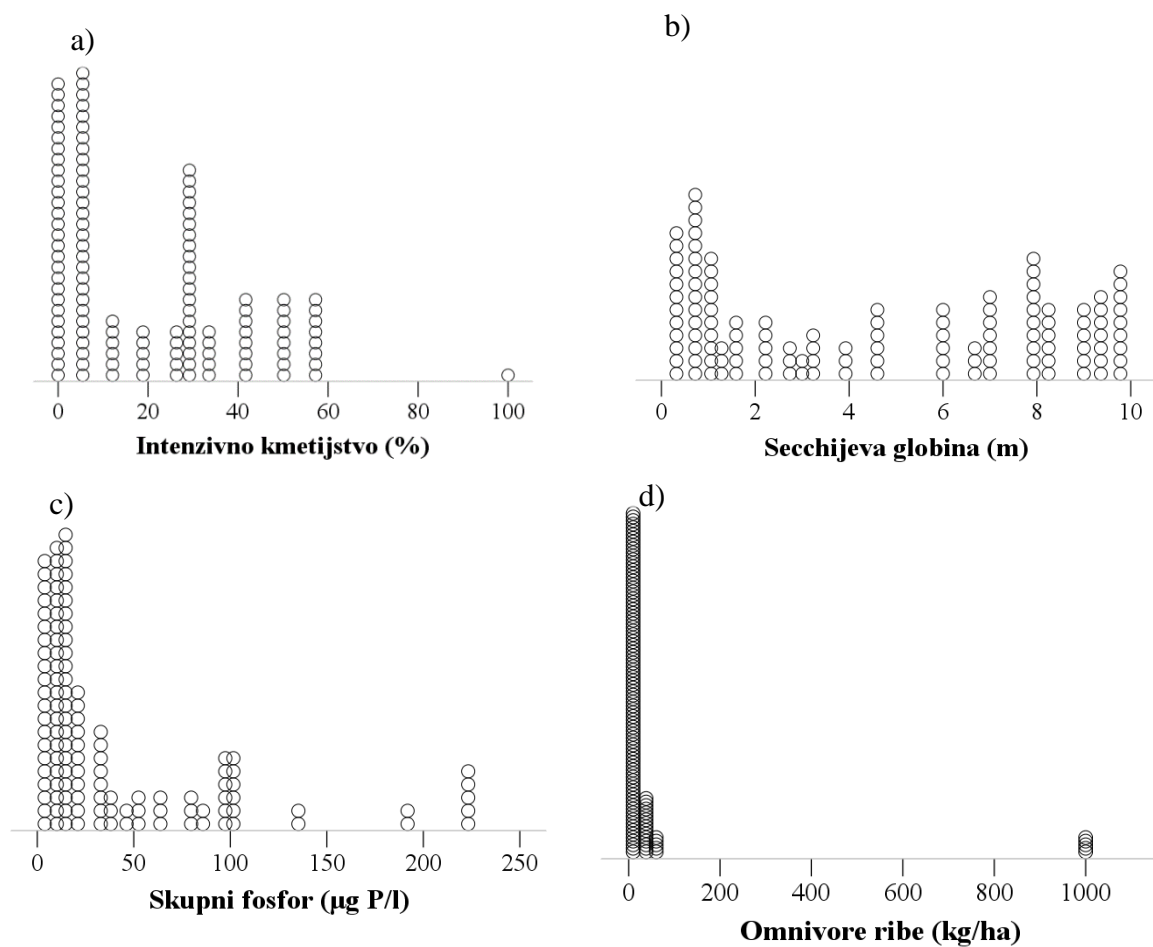 a)
0 20 40 60 80 100
Intenzivno kmetijstvo (%)
b)
0 2 4 6 8 10
Secchijeva globina (m)
c)
0 50 100 150 200 250
Skupni fosfor (µg P/l)
d)
0 200 400 600 800 1000
Omnivore ribe (kg/ha)